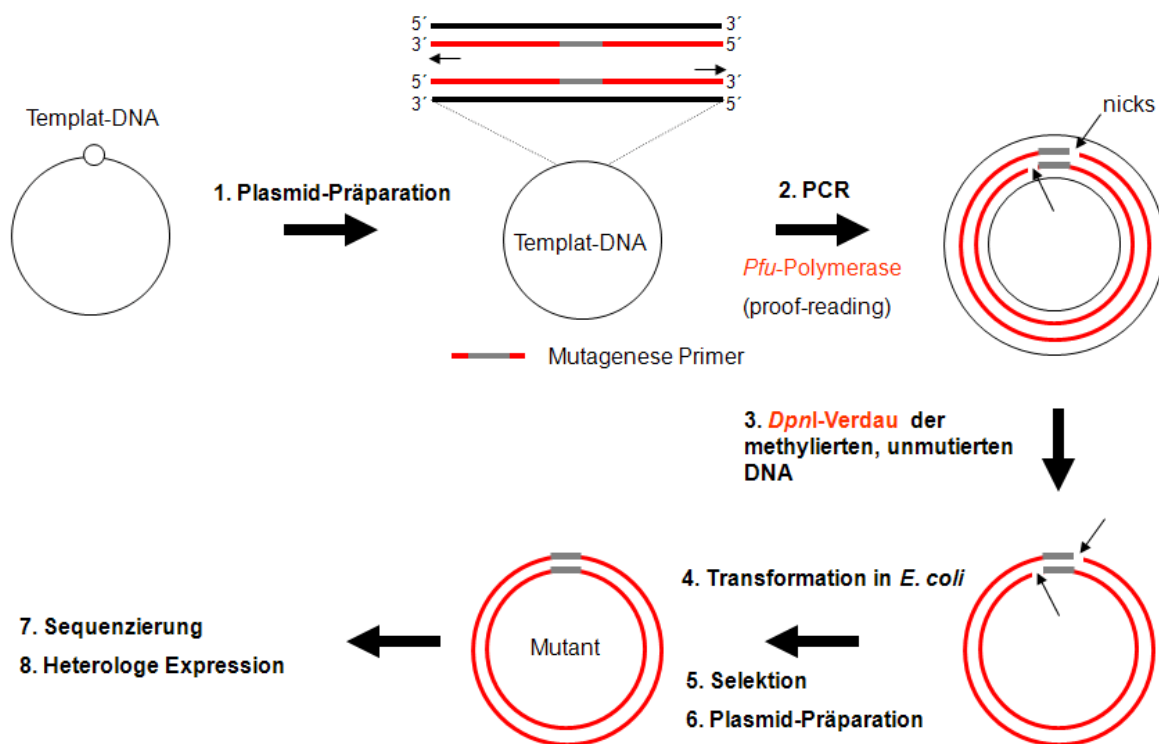 5´ 3´
3´ 5´
5´ 3´
3´ 5´
Templat-DNA
1. Plasmid-Präparation
Templat-DNA
Mutagenese Primer
2. PCR
Pfu-Polymerase
(proof-reading)
nicks
3. DpnI-Verdau der
methylierten, unmutierten
DNA
4. Transformation in E. coli
5. Selektion
6. Plasmid-Präparation
Mutant
7. Sequenzierung
8. Heterologe Expression